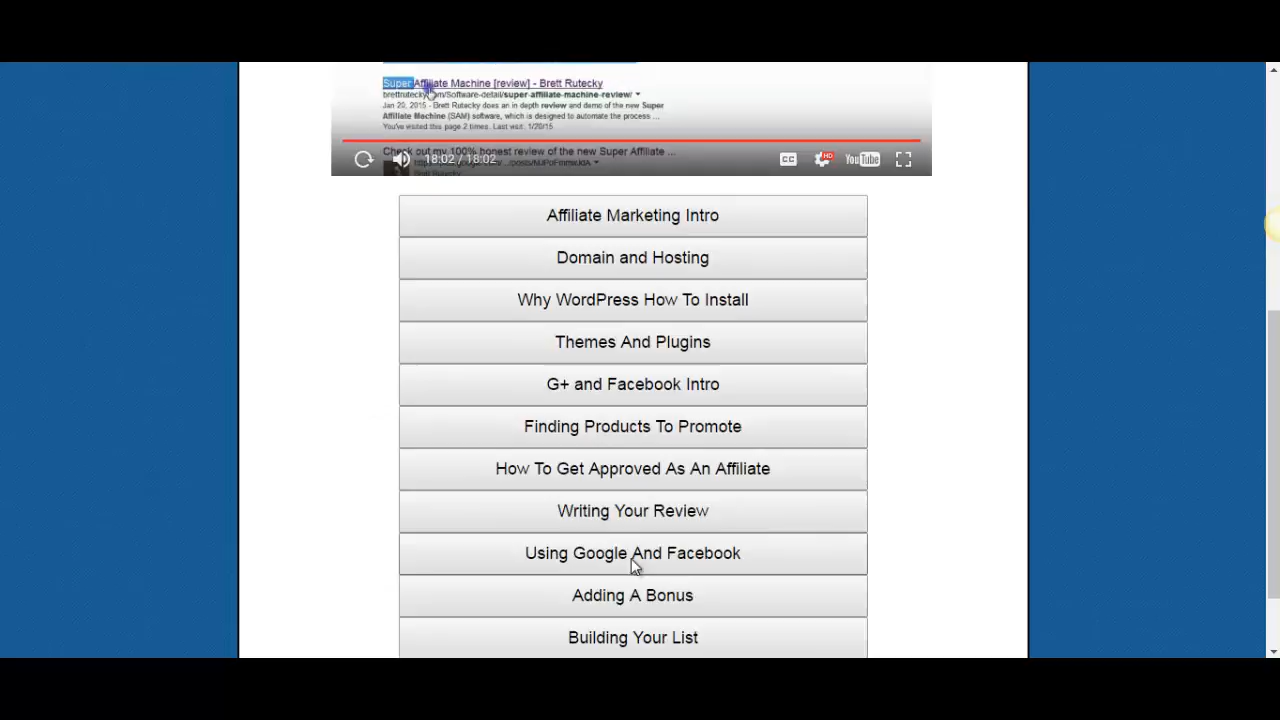 Super Affiliate Machine [review] - Brett Rutecky
brettrutecky.com/Software-detail/super-affiliate-machine-review/
Jan 20, 2015 - Brett Rutecky does an in depth review and demo of the new Super
Affiliate Machine (SAM) software, which is designed to automate the process ...
You've visited this page 2 times. Last visit: 1/20/15
Check out my 100% honest review of the new Super Affiliate ...
18:02 / 18:02
CC
HD
YouTube
Affiliate Marketing Intro
Domain and Hosting
Why WordPress How To Install
Themes And Plugins
G+ and Facebook Intro
Finding Products To Promote
How To Get Approved As An Affiliate
Writing Your Review
Using Google And Facebook
Adding A Bonus
Building Your List